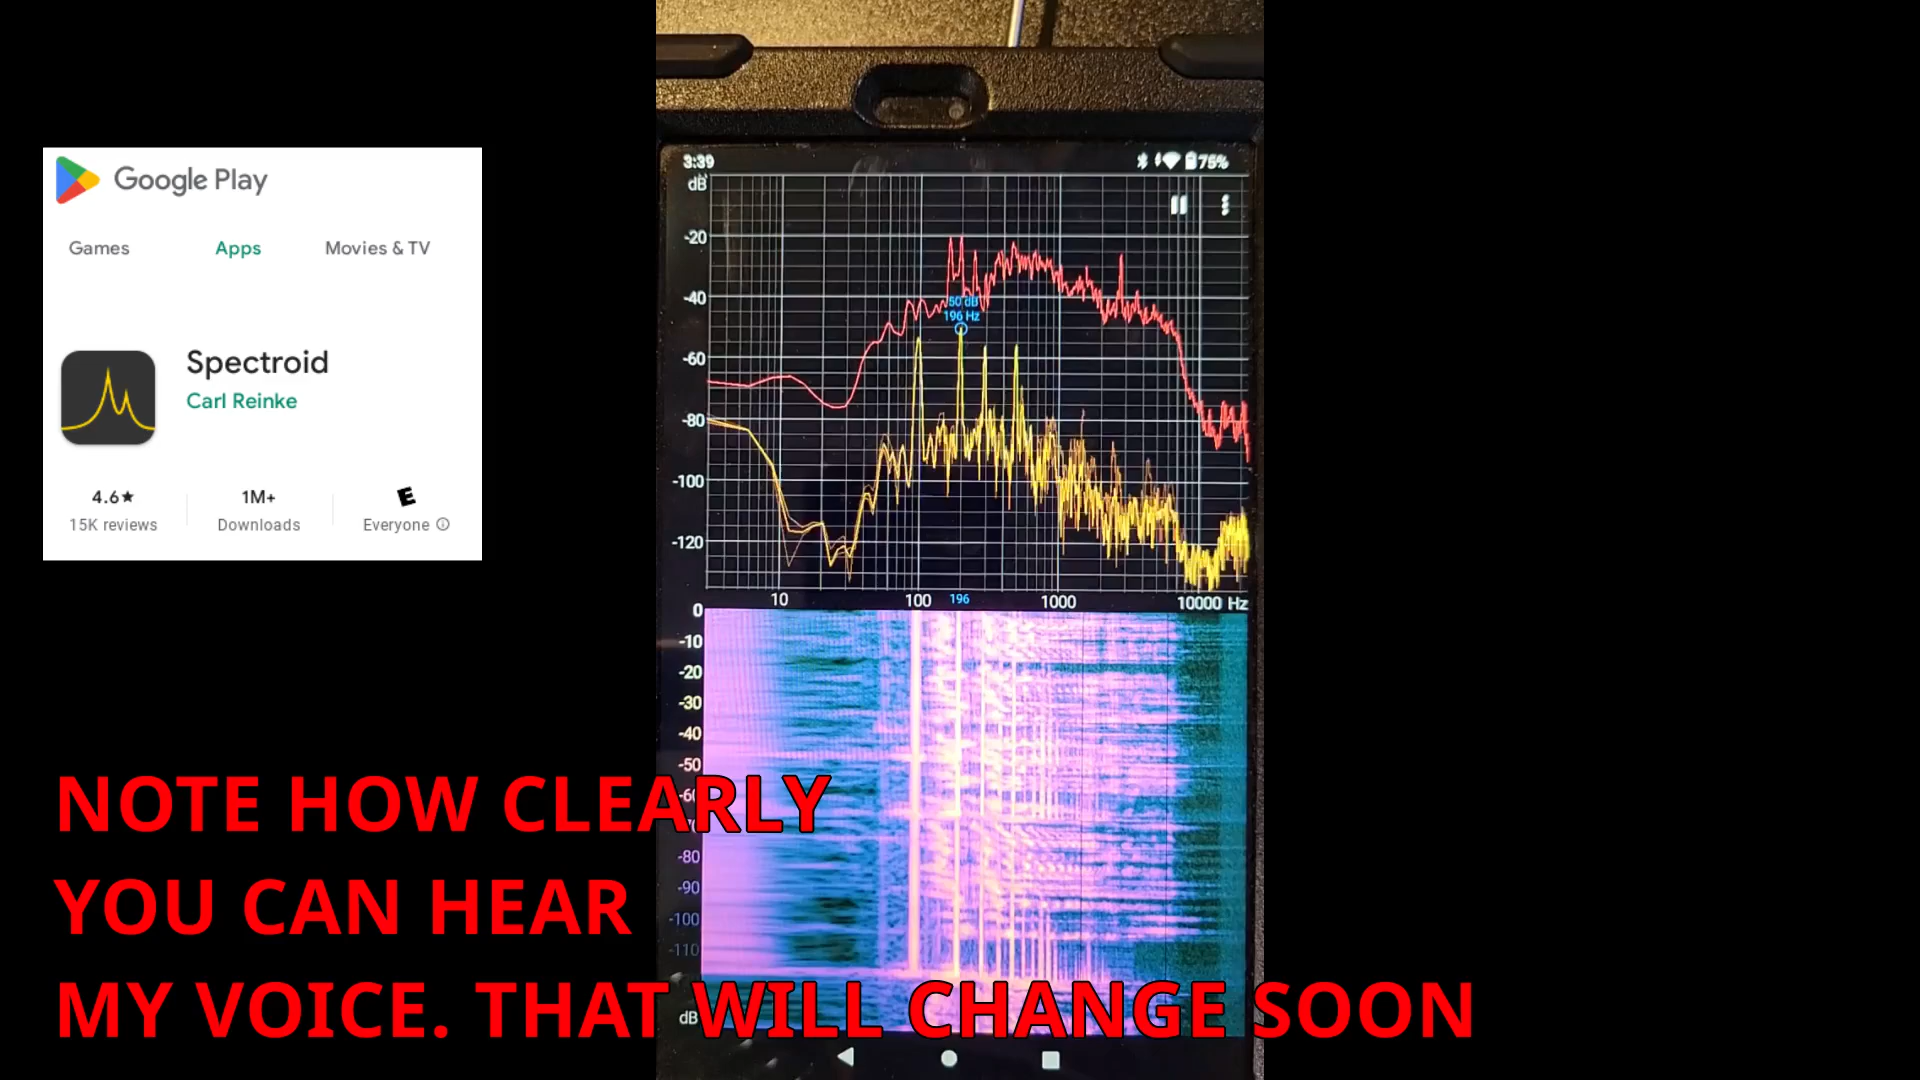 Google Play
Games Apps Movies & TV
Spectroid
Carl Reinke
4.6★ 1M+ E
15K reviews Downloads Everyone
3:39 75%
dB
-20
-40
50 dB
196 Hz
-60
-80
-100
-120
10 100 196 1000 10000 Hz
0
-10
-20
-30
-40
-50
-80
-90
-100
-110
dB
NOTE HOW CLEARLY
YOU CAN HEAR
MY VOICE. THAT WILL CHANGE SOON